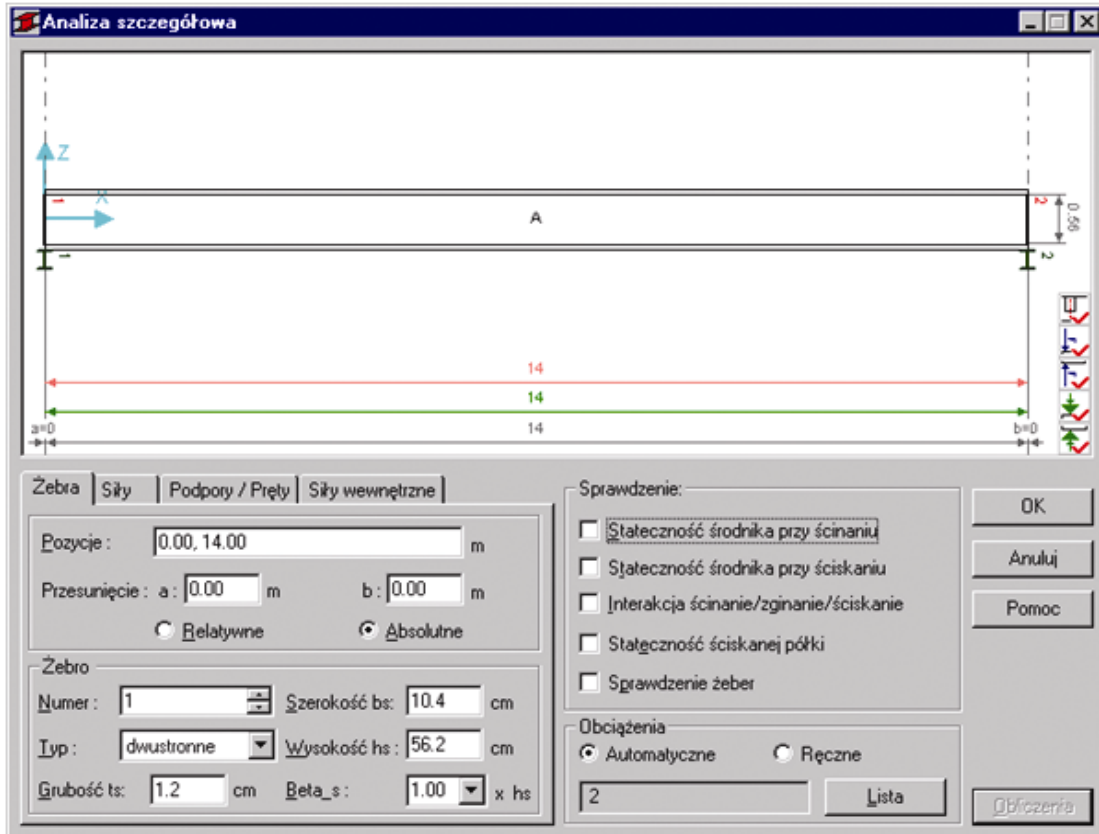 Analiza szczegółowa
Z
X
1
A
2
0.56
1
2
14
14
a=0
14
b=0
Żebra
Siły
Podpory / Pręty
Siły wewnętrzne
Pozycje :
0.00, 14.00
m
Przesunięcie : a : 0.00 m b : 0.00 m
Relatywne
Absolutne
Żebro
Numer : 1 Szerokość bs: 10.4 cm
Typ : dwustronne Wysokość hs : 56.2 cm
Grubość ts: 1.2 cm Beta_s : 1.00 x hs
Sprawdzenie:
Stateczność środnika przy ścinaniu
Stateczność środnika przy ściskaniu
Interakcja ścinanie/zginanie/ściskanie
Stateczność ściskanej półki
Sprawdzenie żeber
Obciążenia
Automatyczne
Ręczne
2
Lista
OK
Anuluj
Pomoc
Obliczenia